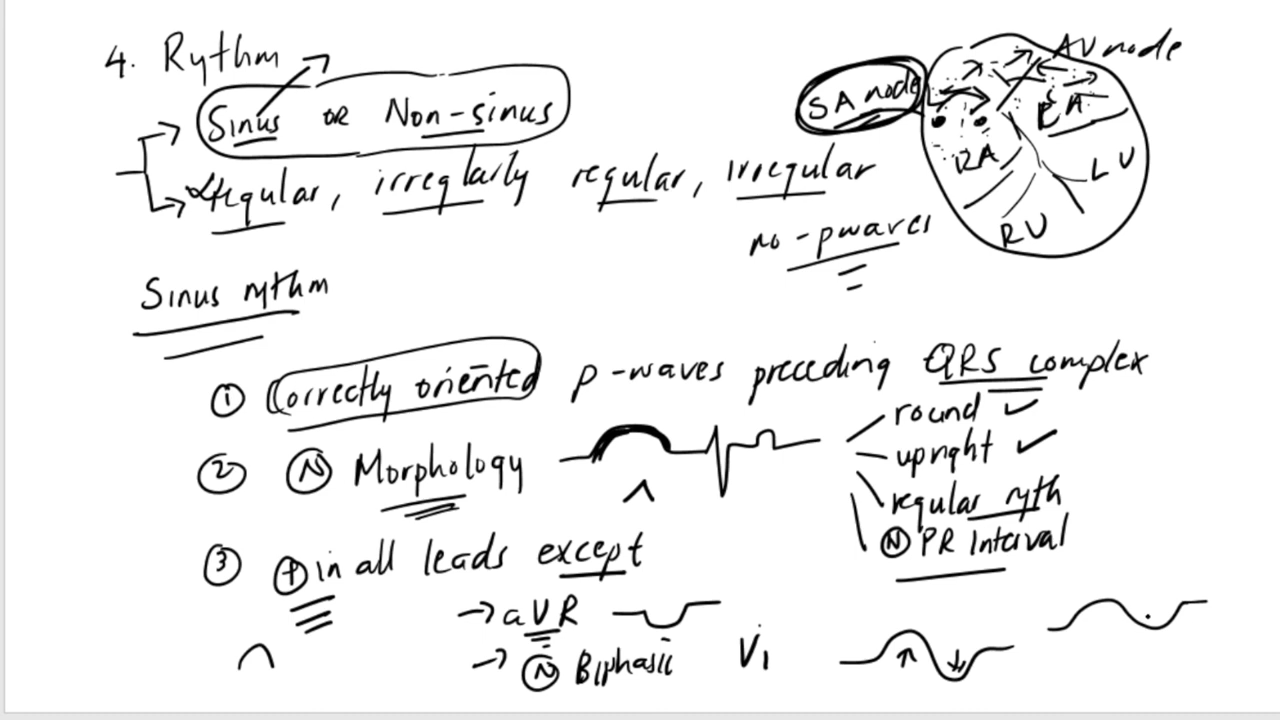 4. Rythm
Sinus OR Non-sinus
Regular, irreglarly regular, irregular
no-pwaves
SA node
AV node
RA
LA
LV
RV
Sinus rythm
① Correctly oriented p-waves preceding QRS complex
② Ⓝ Morphology
round ✓
upright ✓
regular ryth
Ⓝ PR Interval
③ ⊕ in all leads except
→ aVR
→ Ⓝ Biphasic V1